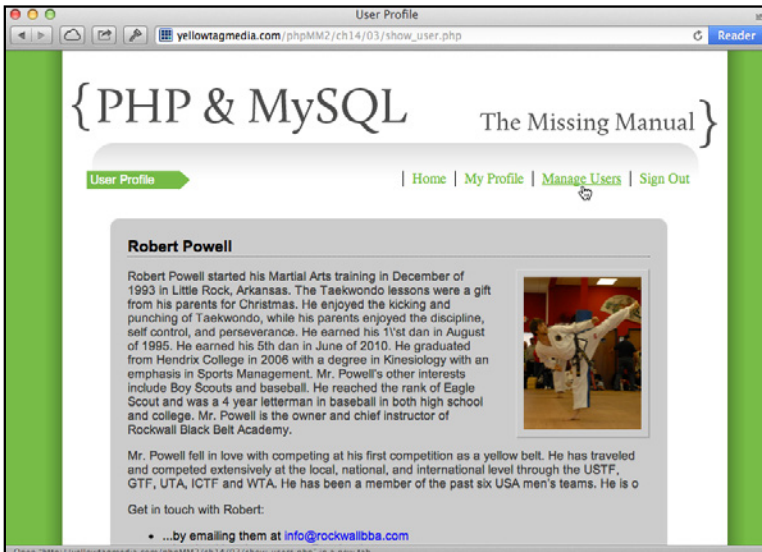 User Profile
yellowtagmedia.com/phpMM2/ch14/03/show_user.php
Reader
{PHP & MySQL
The Missing Manual}
User Profile
| Home | My Profile | Manage Users | Sign Out
Robert Powell
Robert Powell started his Martial Arts training in December of
1993 in Little Rock, Arkansas. The Taekwondo lessons were a gift
from his parents for Christmas. He enjoyed the kicking and
punching of Taekwondo, while his parents enjoyed the discipline,
self control, and perseverance. He earned his 1\'st dan in August
of 1995. He earned his 5th dan in June of 2010. He graduated
from Hendrix College in 2006 with a degree in Kinesiology with an
emphasis in Sports Management. Mr. Powell's other interests
include Boy Scouts and baseball. He reached the rank of Eagle
Scout and was a 4 year letterman in baseball in both high school
and college. Mr. Powell is the owner and chief instructor of
Rockwall Black Belt Academy.
Mr. Powell fell in love with competing at his first competition as a yellow belt. He has traveled
and competed extensively at the local, national, and international level through the USTF,
GTF, UTA, ICTF and WTA. He has been a member of the past six USA men's teams. He is o
Get in touch with Robert:
• ...by emailing them at info@rockwallbba.com